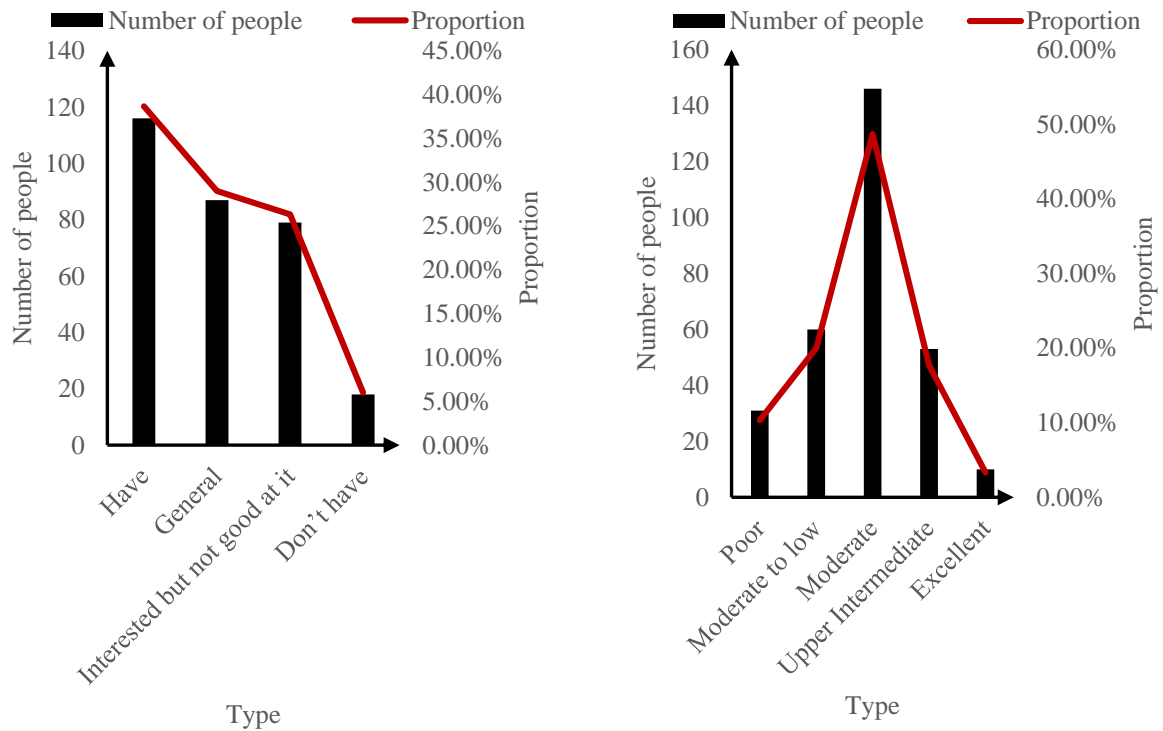 Number of people Proportion
140
120
100
80
60
40
20
0
Number of people
45.00%
40.00%
35.00%
30.00%
25.00%
20.00%
15.00%
10.00%
5.00%
0.00%
Proportion
Have
General
Interested but not good at it
Don’t have
Type
Number of people Proportion
160
140
120
100
80
60
40
20
0
Number of people
60.00%
50.00%
40.00%
30.00%
20.00%
10.00%
0.00%
Proportion
Poor
Moderate to low
Moderate
Upper Intermediate
Excellent
Type